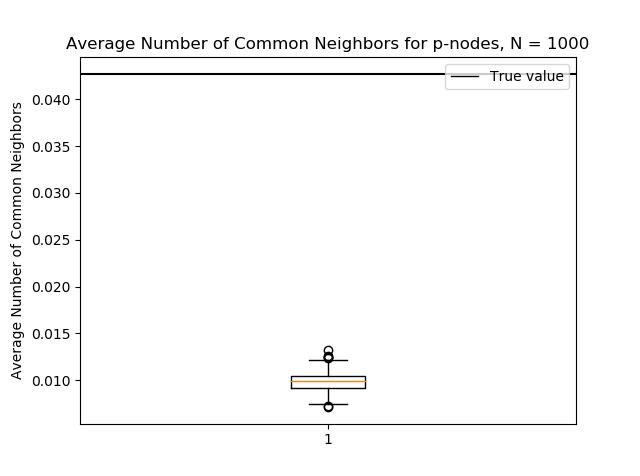 Average Number of Common Neighbors for p-nodes, N = 1000
True value
Average Number of Common Neighbors
0.040
0.035
0.030
0.025
0.020
0.015
0.010
1